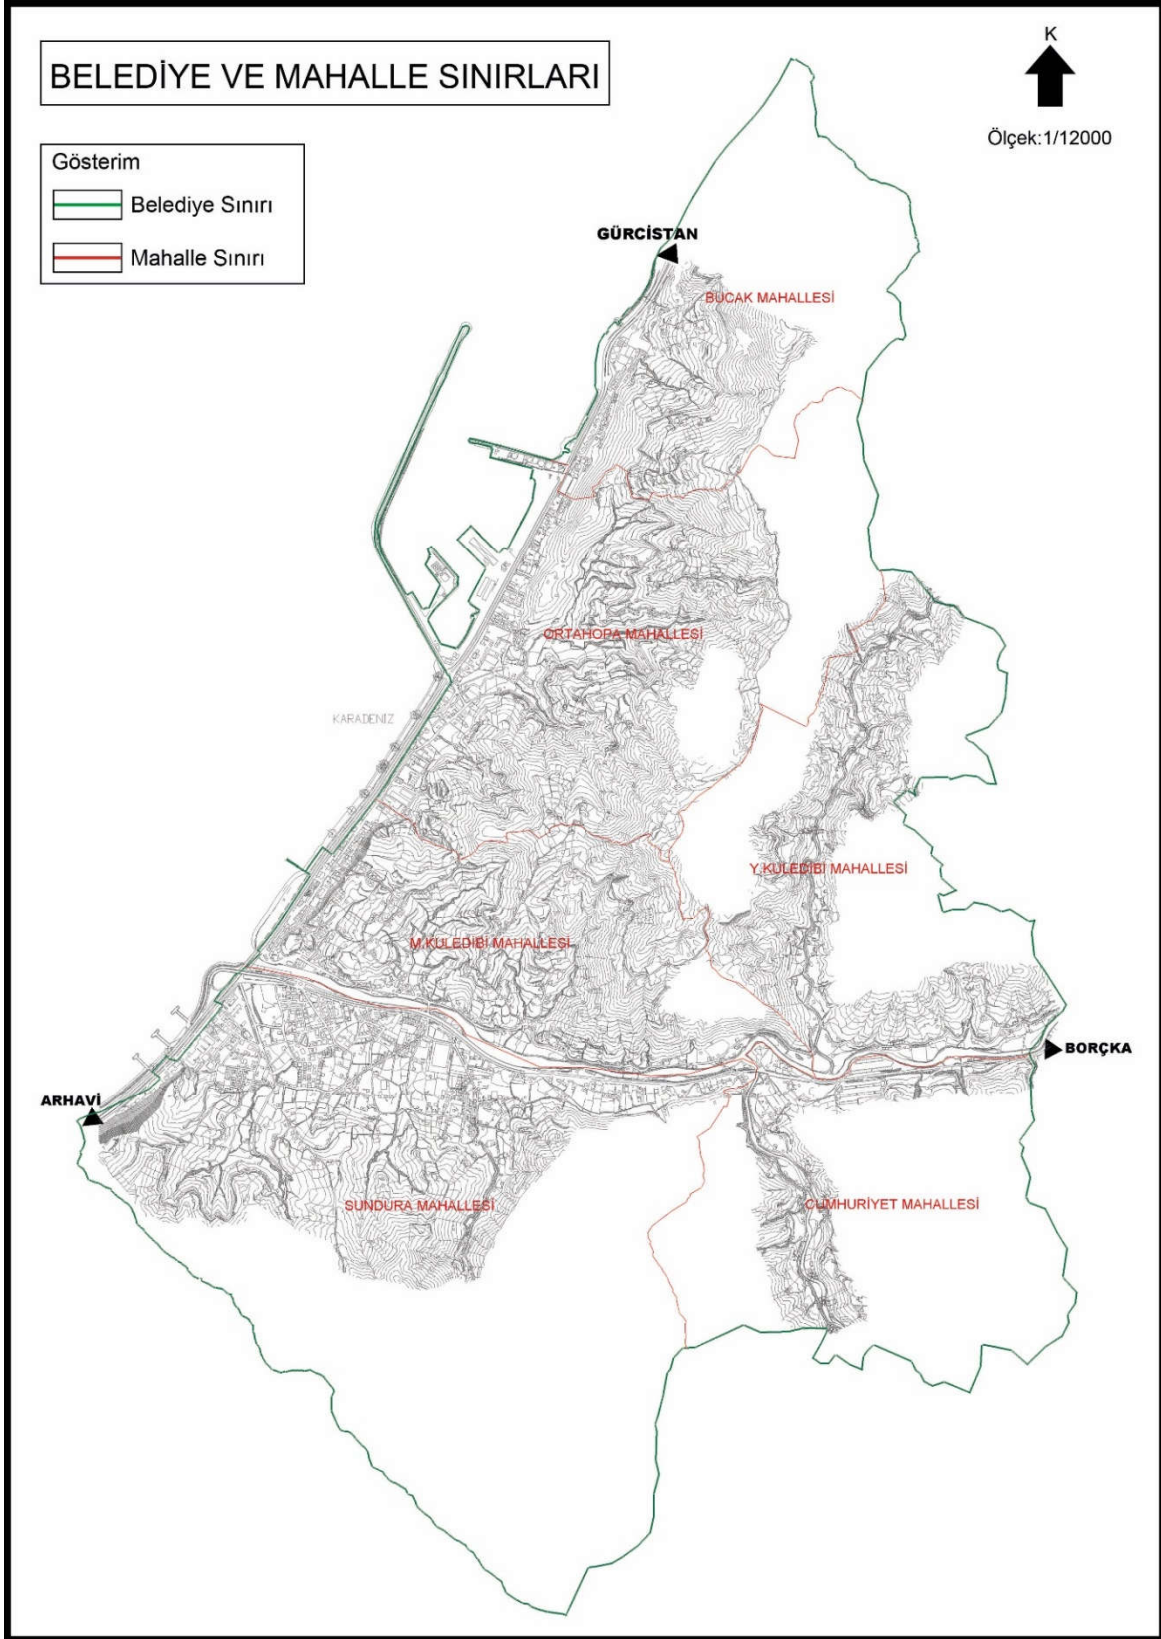 BELEDİYE VE MAHALLE SINIRLARI
K
Ölçek:1/12000
Gösterim
Belediye Sınırı
Mahalle Sınırı
GÜRCİSTAN
BUCAK MAHALLESİ
ORTAHOPA MAHALLESİ
KARADENİZ
Y.KULEDİBİ MAHALLESİ
M.KULEDİBİ MAHALLESİ
BORÇKA
ARHAVİ
SUNDURA MAHALLESİ
CUMHURİYET MAHALLESİ